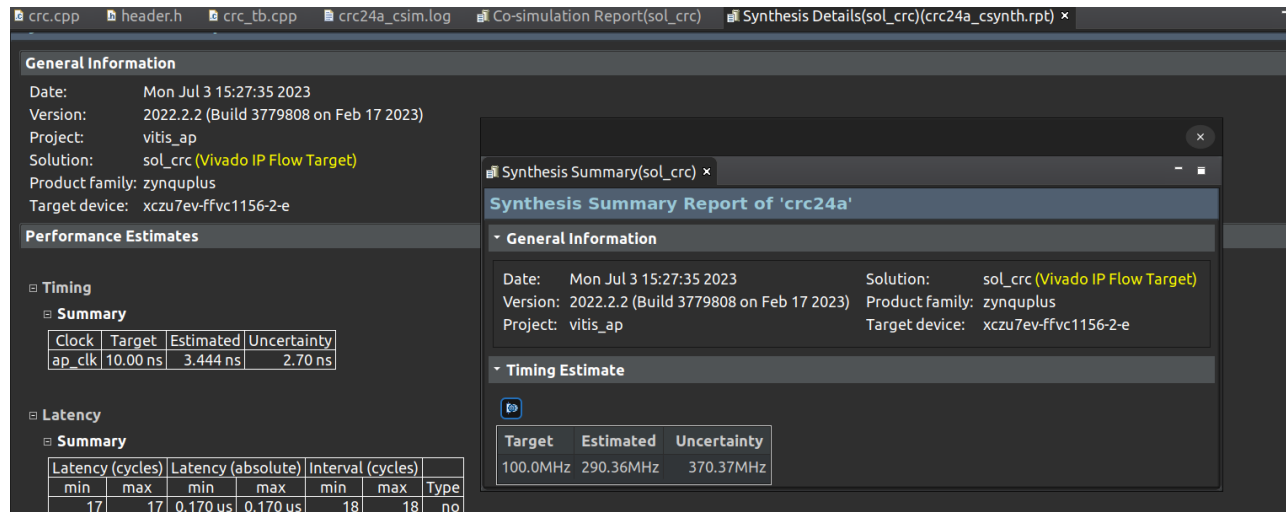 crc.cpp header.h crc_tb.cpp crc24a_csim.log Co-simulation Report(sol_crc) Synthesis Details(sol_crc)(crc24a_csynth.rpt) ×
General Information
Date: Mon Jul 3 15:27:35 2023
Version: 2022.2.2 (Build 3779808 on Feb 17 2023)
Project: vitis_ap
Solution: sol_crc (Vivado IP Flow Target)
Product family: zynquplus
Target device: xczu7ev-ffvc1156-2-e
Performance Estimates
Timing
Summary
Clock Target Estimated Uncertainty
ap_clk 10.00 ns 3.444 ns 2.70 ns
Latency
Summary
Latency (cycles) Latency (absolute) Interval (cycles)
min max min max min max Type
17 17 0.170 us 0.170 us 18 18 no
Synthesis Summary(sol_crc) ×
Synthesis Summary Report of 'crc24a'
General Information
Date: Mon Jul 3 15:27:35 2023 Solution: sol_crc (Vivado IP Flow Target)
Version: 2022.2.2 (Build 3779808 on Feb 17 2023) Product family: zynquplus
Project: vitis_ap Target device: xczu7ev-ffvc1156-2-e
Timing Estimate
Target Estimated Uncertainty
100.0MHz 290.36MHz 370.37MHz